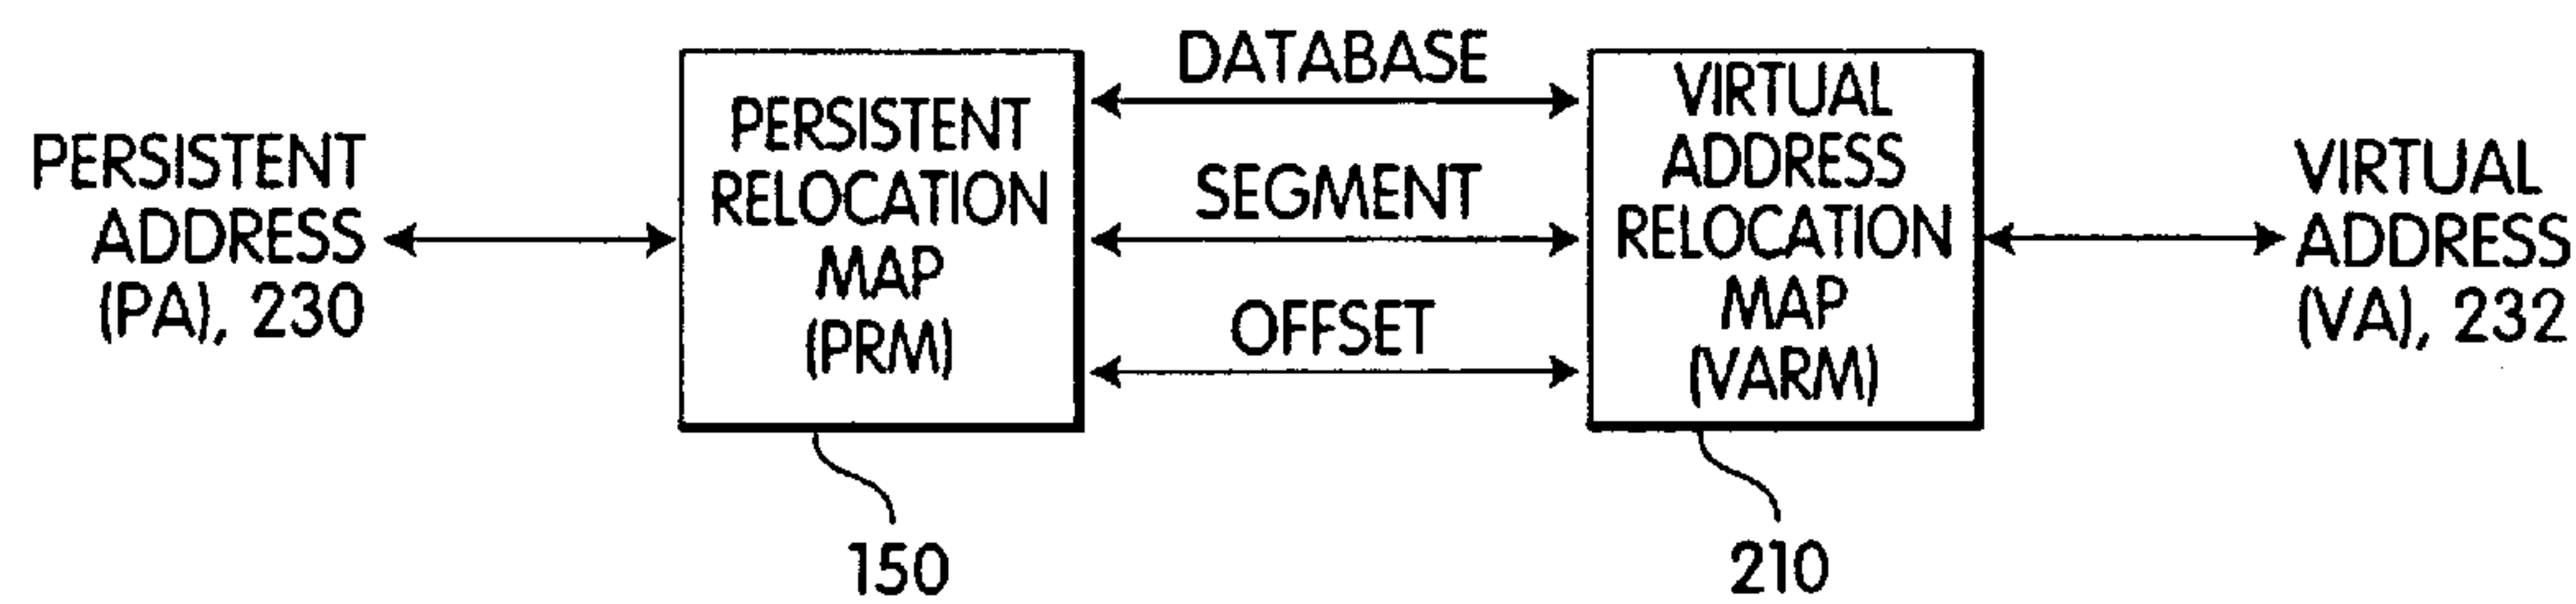 PERSISTENT
ADDRESS
(PA), 230
PERSISTENT
RELOCATION
MAP
(PRM)
150
DATABASE
SEGMENT
OFFSET
VIRTUAL
ADDRESS
RELOCATION
MAP
(VARM)
210
VIRTUAL
ADDRESS
(VA), 232